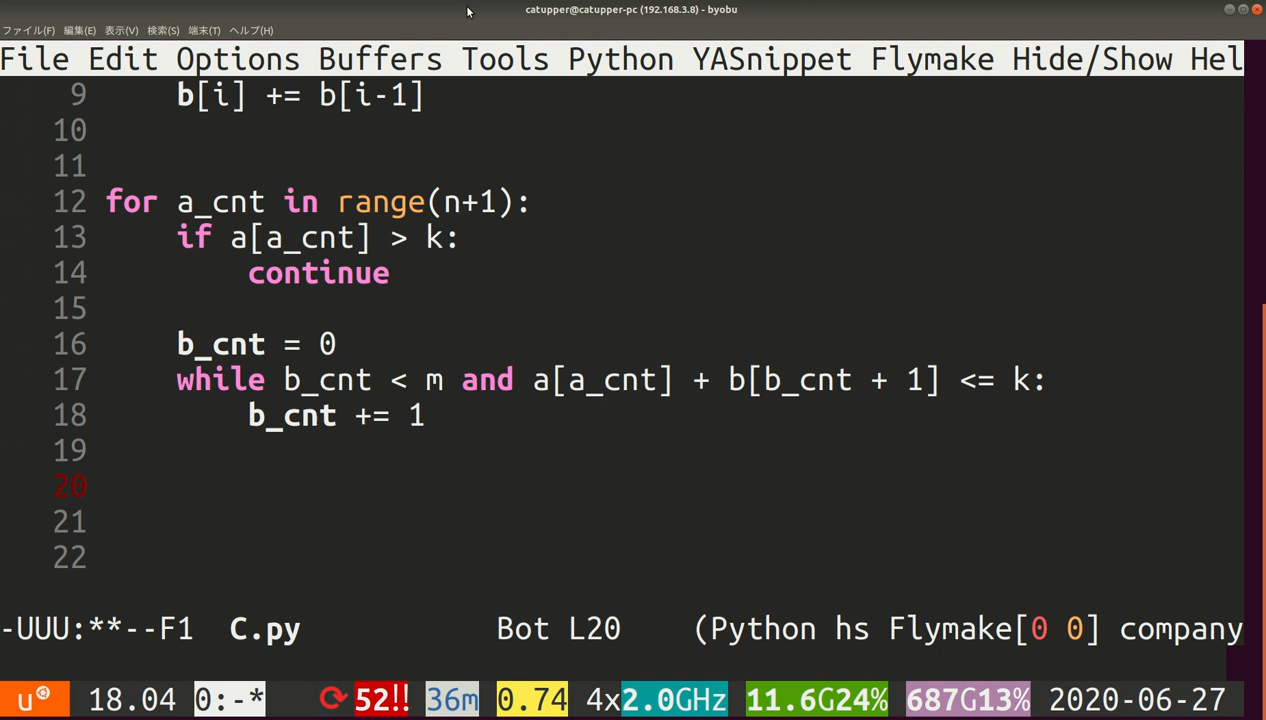 catupper@catupper-pc (192.168.3.8) - byobu
ファイル(F) 編集(E) 表示(V) 検索(S) 端末(T) ヘルプ(H)
File Edit Options Buffers Tools Python YASnippet Flymake Hide/Show Hel
9 b[i] += b[i-1]
10
11
12 for a_cnt in range(n+1):
13 if a[a_cnt] > k:
14 continue
15
16 b_cnt = 0
17 while b_cnt < m and a[a_cnt] + b[b_cnt + 1] <= k:
18 b_cnt += 1
19
20
21
22
-UUU:**--F1 C.py Bot L20 (Python hs Flymake[0 0] company
u 18.04 0:-* ⟳52!! 36m 0.74 4x2.0GHz 11.6G24% 687G13% 2020-06-27